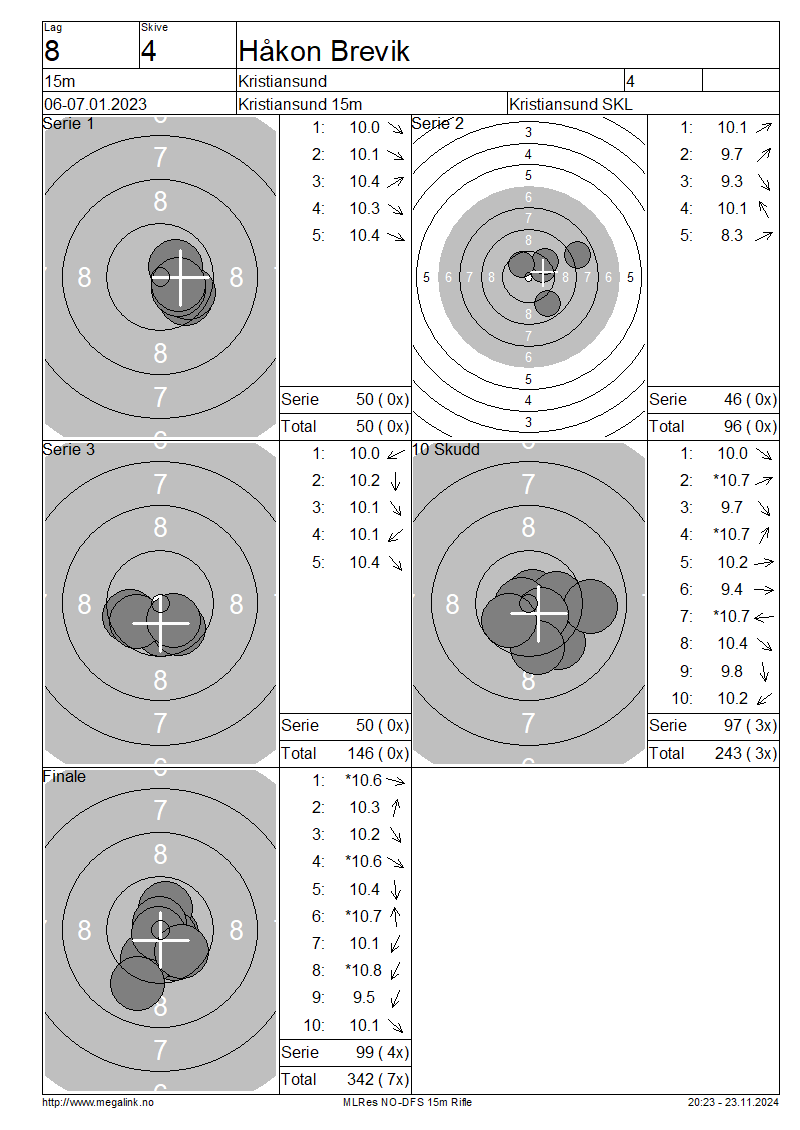 Lag
Skive
8
4
Håkon Brevik
15m
Kristiansund
4
06-07.01.2023
Kristiansund 15m
Kristiansund SKL
Serie 1
7
8
8
8
8
7
1: 10.0
2: 10.1
3: 10.4
4: 10.3
5: 10.4
Serie 50 ( 0x)
Total 50 ( 0x)
Serie 2
3
4
5
6
7
8
5 6 7 8 8 7 6 5
8
7
6
5
4
3
1: 10.1
2: 9.7
3: 9.3
4: 10.1
5: 8.3
Serie 46 ( 0x)
Total 96 ( 0x)
Serie 3
7
8
8
8
8
7
1: 10.0
2: 10.2
3: 10.1
4: 10.1
5: 10.4
Serie 50 ( 0x)
Total 146 ( 0x)
10 Skudd
7
8
8
8
7
1: 10.0
2: *10.7
3: 9.7
4: *10.7
5: 10.2
6: 9.4
7: *10.7
8: 10.4
9: 9.8
10: 10.2
Serie 97 ( 3x)
Total 243 ( 3x)
Finale
7
8
8
8
8
7
1: *10.6
2: 10.3
3: 10.2
4: *10.6
5: 10.4
6: *10.7
7: 10.1
8: *10.8
9: 9.5
10: 10.1
Serie 99 ( 4x)
Total 342 ( 7x)
http://www.megalink.no
MLRes NO-DFS 15m Rifle
20:23 - 23.11.2024